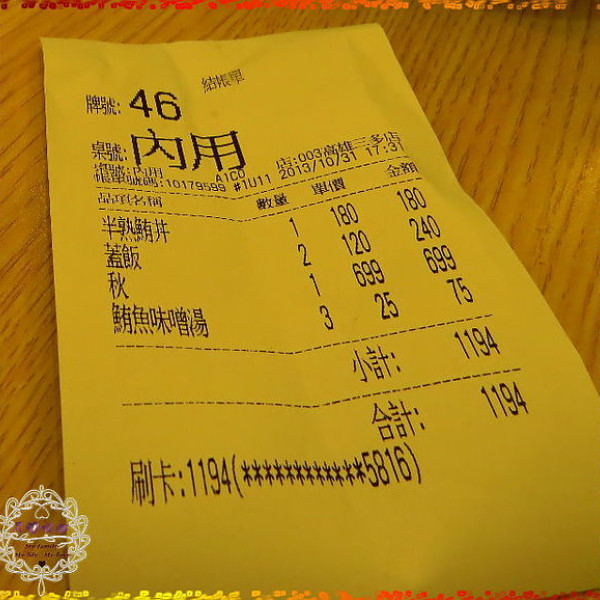 結帳單
牌號: 46
桌號: 內用
A1CD 店:003高雄三多店
10179599 #1U11 2013/10/31 17:31
品項名稱 數量 單價 金額
半熟鮪丼 1 180 180
蓋飯 2 120 240
秋 1 699 699
鮪魚味噌湯 3 25 75
小計: 1194
合計: 1194
刷卡:1194(************5816)